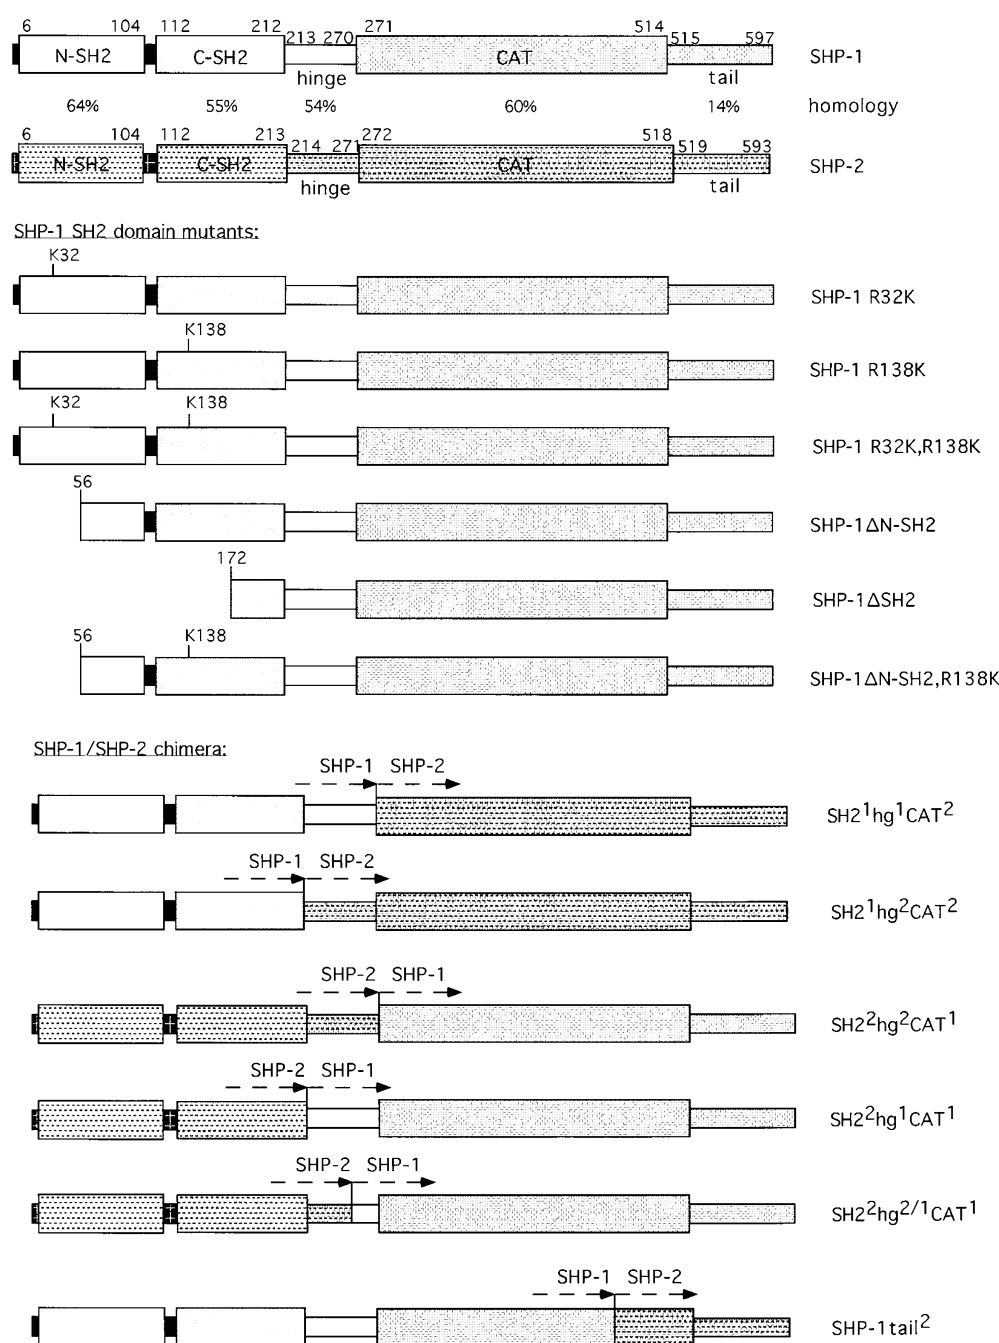 6 104 112 212 213 270 271 514 515 597
N-SH2 C-SH2 CAT SHP-1
hinge tail
64% 55% 54% 60% 14% homology
6 104 112 213 214 271 272 518 519 593
N-SH2 C-SH2 CAT SHP-2
hinge tail
SHP-1 SH2 domain mutants:
K32
SHP-1 R32K
K138
SHP-1 R138K
K32 K138
SHP-1 R32K,R138K
56
SHP-1ΔN-SH2
172
SHP-1ΔSH2
56 K138
SHP-1ΔN-SH2,R138K
SHP-1/SHP-2 chimera:
SHP-1 SHP-2
SH2¹hg¹CAT²
SHP-1 SHP-2
SH2¹hg²CAT²
SHP-2 SHP-1
SH2²hg²CAT¹
SHP-2 SHP-1
SH2²hg¹CAT¹
SHP-2 SHP-1
SH2²hg²/¹CAT¹
SHP-1 SHP-2
SHP-1tail²